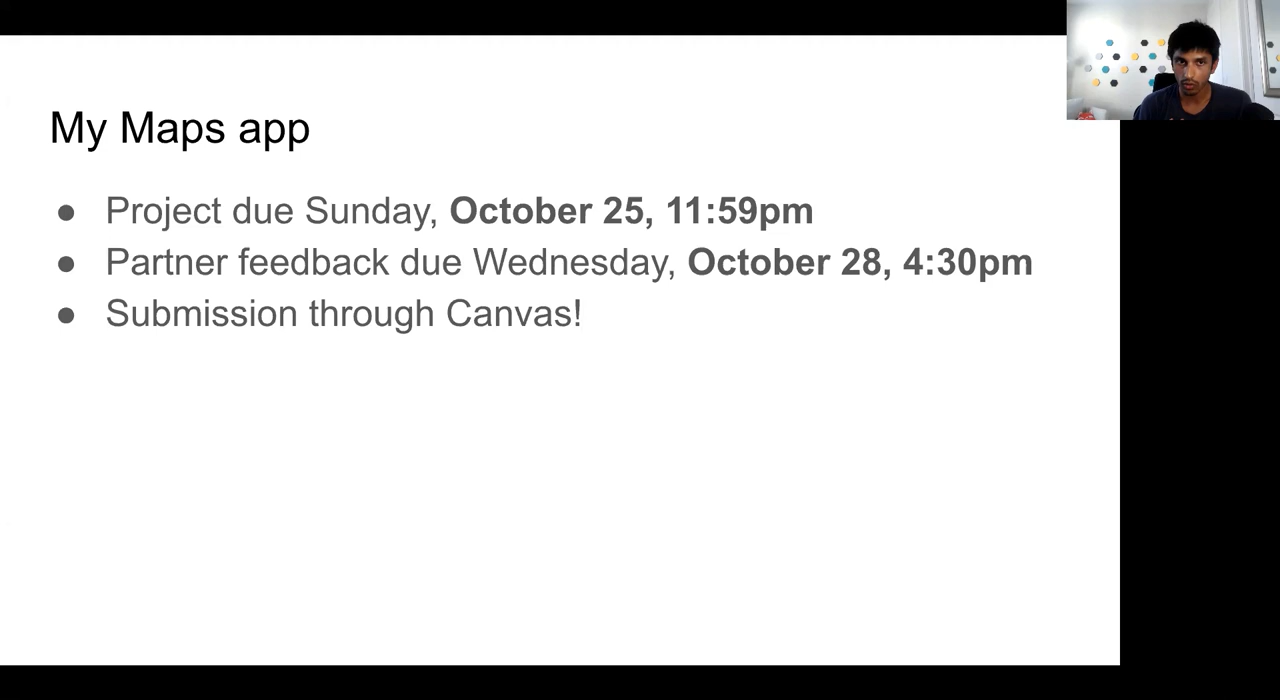 My Maps app
● Project due Sunday, October 25, 11:59pm
● Partner feedback due Wednesday, October 28, 4:30pm
● Submission through Canvas!